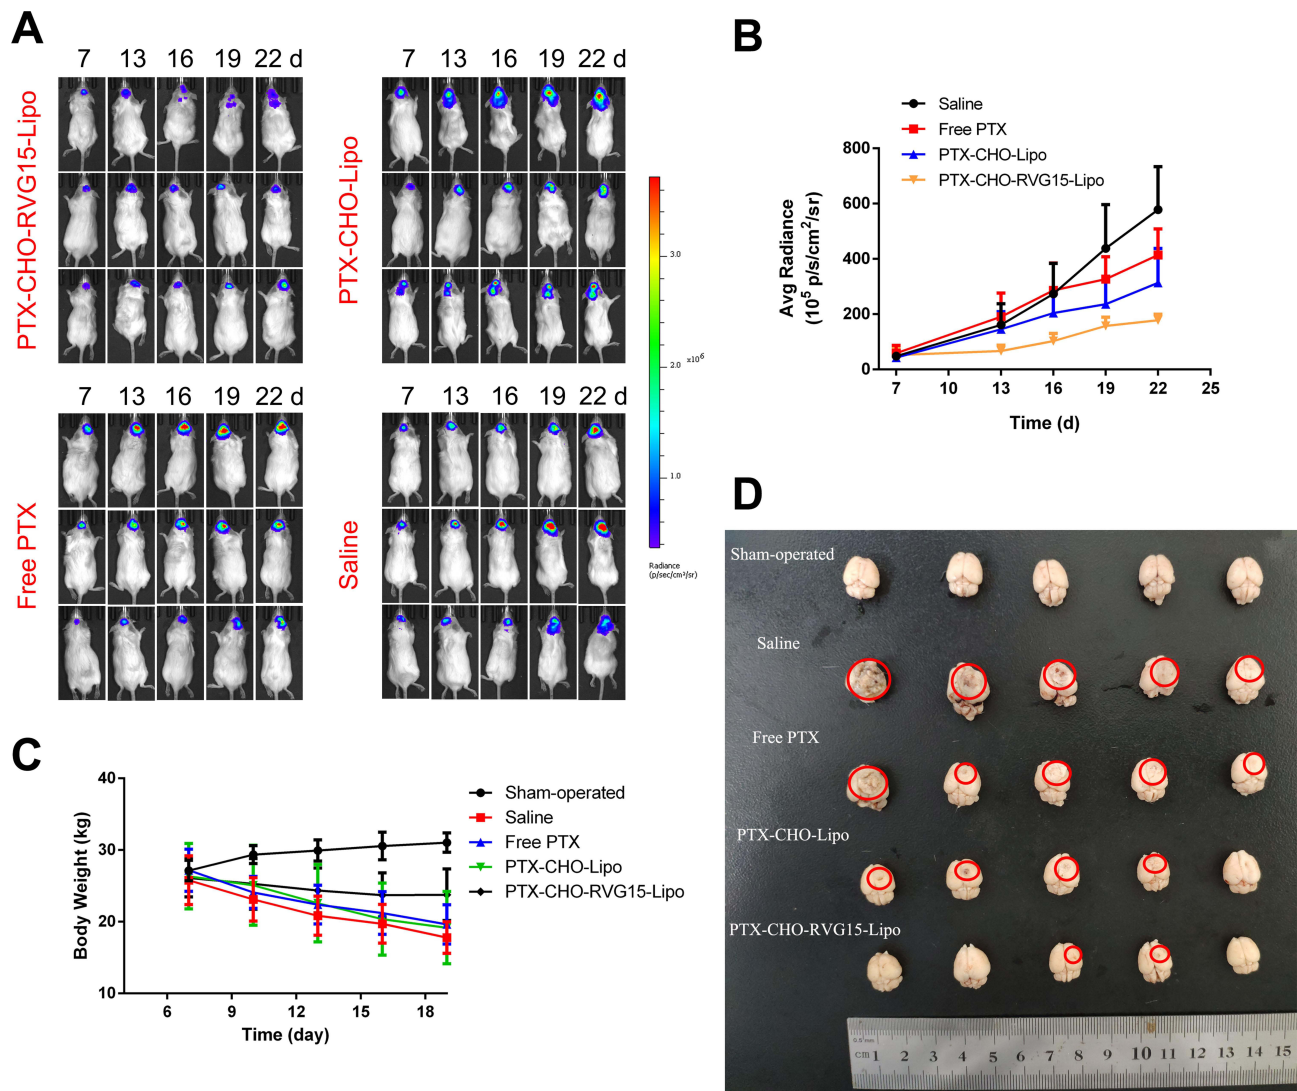 A
7 13 16 19 22 d
PTX-CHO-RVG15-Lipo
7 13 16 19 22 d
PTX-CHO-Lipo
7 13 16 19 22 d
Free PTX
7 13 16 19 22 d
Saline
3.0
2.0
x10⁶
1.0
Radiance
(p/sec/cm²/sr)
B
Saline
Free PTX
PTX-CHO-Lipo
PTX-CHO-RVG15-Lipo
Avg Radiance
(10⁵ p/s/cm²/sr)
800
600
400
200
0
7 10 13 16 19 22 25
Time (d)
C
Body Weight (kg)
40
30
20
10
6 9 12 15 18
Time (day)
Sham-operated
Saline
Free PTX
PTX-CHO-Lipo
PTX-CHO-RVG15-Lipo
D
Sham-operated
Saline
Free PTX
PTX-CHO-Lipo
PTX-CHO-RVG15-Lipo
0.5mm
cm 1 2 3 4 5 6 7 8 9 10 11 12 13 14 15